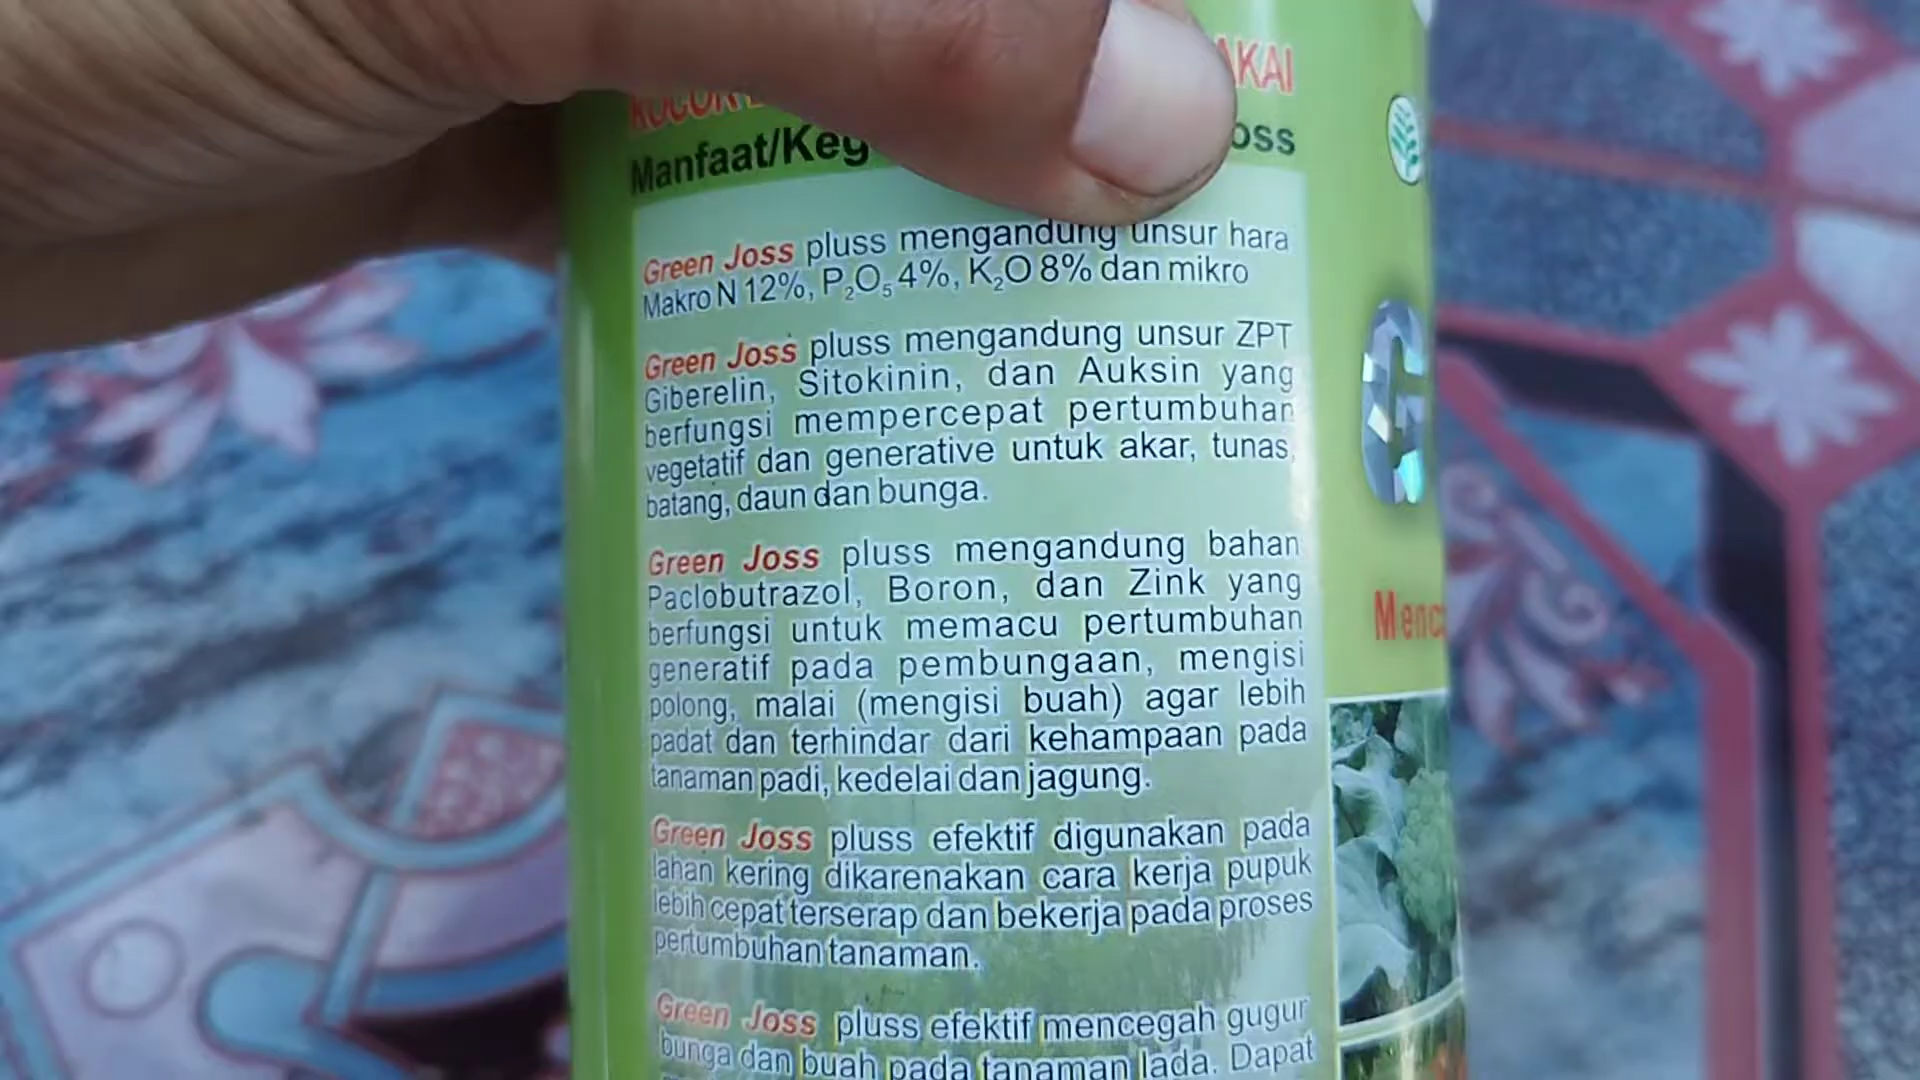 AKAI
Manfaat/Keg oss
Green Joss pluss mengandung unsur hara
Makro N 12%, P₂O₅ 4%, K₂O 8% dan mikro
Green Joss pluss mengandung unsur ZPT
Giberelin, Sitokinin, dan Auksin yang
berfungsi mempercepat pertumbuhan
vegetatif dan generative untuk akar, tunas,
batang, daun dan bunga.
Green Joss pluss mengandung bahan
Paclobutrazol, Boron, dan Zink yang
berfungsi untuk memacu pertumbuhan
generatif pada pembungaan, mengisi
polong, malai (mengisi buah) agar lebih
padat dan terhindar dari kehampaan pada
tanaman padi, kedelai dan jagung.
Green Joss pluss efektif digunakan pada
lahan kering dikarenakan cara kerja pupuk
lebih cepat terserap dan bekerja pada proses
pertumbuhan tanaman.
Green Joss pluss efektif mencegah gugur
bunga dan buah pada tanaman lada. Dapat
G
Menc